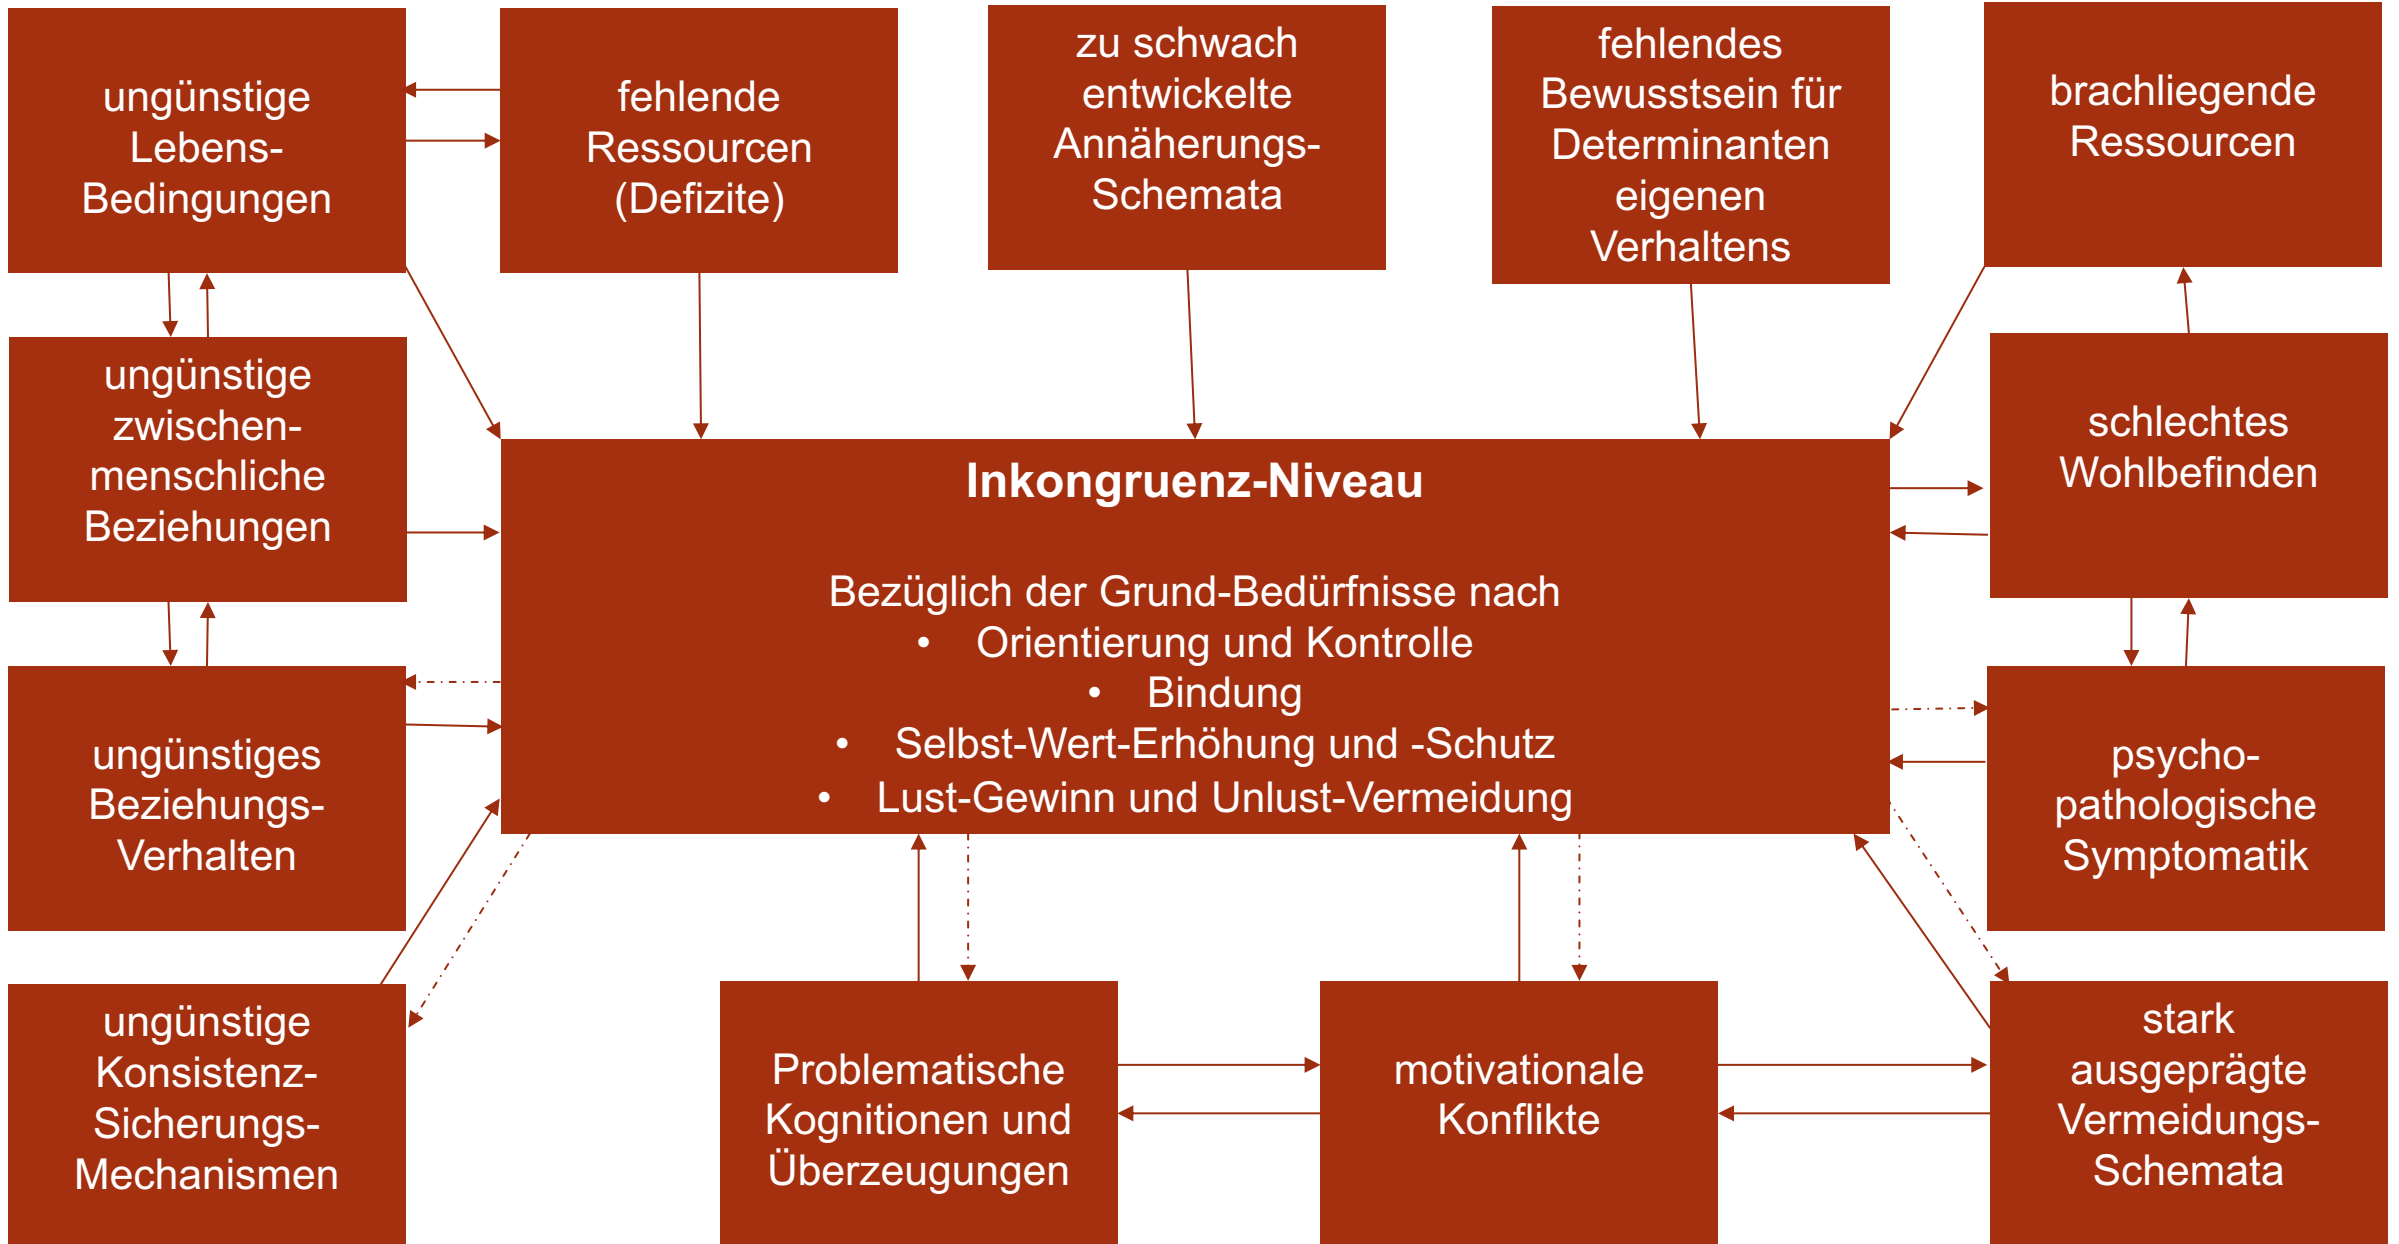 ungünstige
Lebens-
Bedingungen
fehlende
Ressourcen
(Defizite)
zu schwach
entwickelte
Annäherungs-
Schemata
fehlendes
Bewusstsein für
Determinanten
eigenen
Verhaltens
brachliegende
Ressourcen
ungünstige
zwischen-
menschliche
Beziehungen
Inkongruenz-Niveau
Bezüglich der Grund-Bedürfnisse nach
• Orientierung und Kontrolle
• Bindung
• Selbst-Wert-Erhöhung und -Schutz
• Lust-Gewinn und Unlust-Vermeidung
schlechtes
Wohlbefinden
ungünstiges
Beziehungs-
Verhalten
psycho-
pathologische
Symptomatik
ungünstige
Konsistenz-
Sicherungs-
Mechanismen
Problematische
Kognitionen und
Überzeugungen
motivationale
Konflikte
stark
ausgeprägte
Vermeidungs-
Schemata